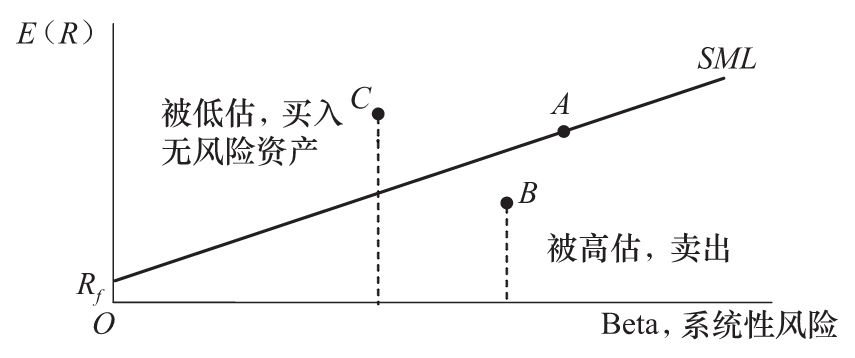 E（R）
SML
A
被低估，买入 C
无风险资产
B
被高估，卖出
Rf
O
Beta，系统性风险